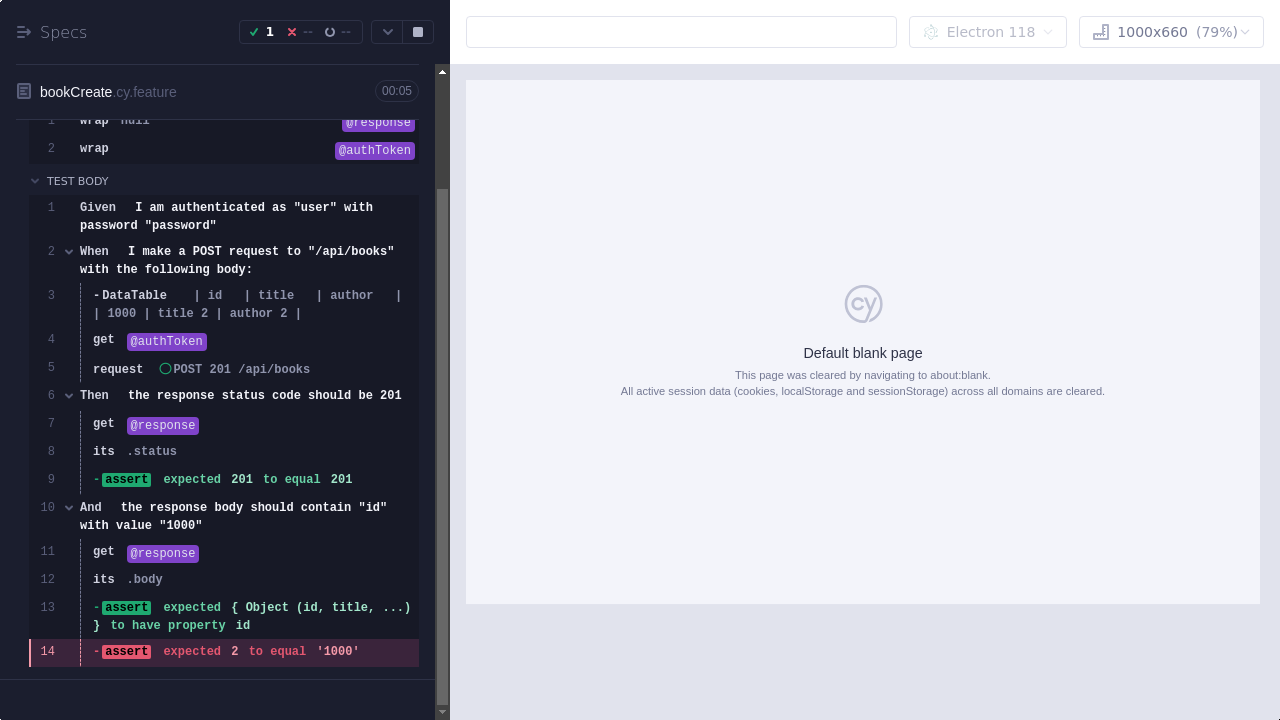 Specs
1 -- --
bookCreate.cy.feature 00:05
1 wrap null @response
2 wrap @authToken
TEST BODY
1 Given I am authenticated as "user" with
password "password"
2 When I make a POST request to "/api/books"
with the following body:
3 -DataTable | id | title | author |
| 1000 | title 2 | author 2 |
4 get @authToken
5 request POST 201 /api/books
6 Then the response status code should be 201
7 get @response
8 its .status
9 -assert expected 201 to equal 201
10 And the response body should contain "id"
with value "1000"
11 get @response
12 its .body
13 -assert expected { Object (id, title, ...)
} to have property id
14 -assert expected 2 to equal '1000'
Electron 118
1000x660 (79%)
cy
Default blank page
This page was cleared by navigating to about:blank.
All active session data (cookies, localStorage and sessionStorage) across all domains are cleared.